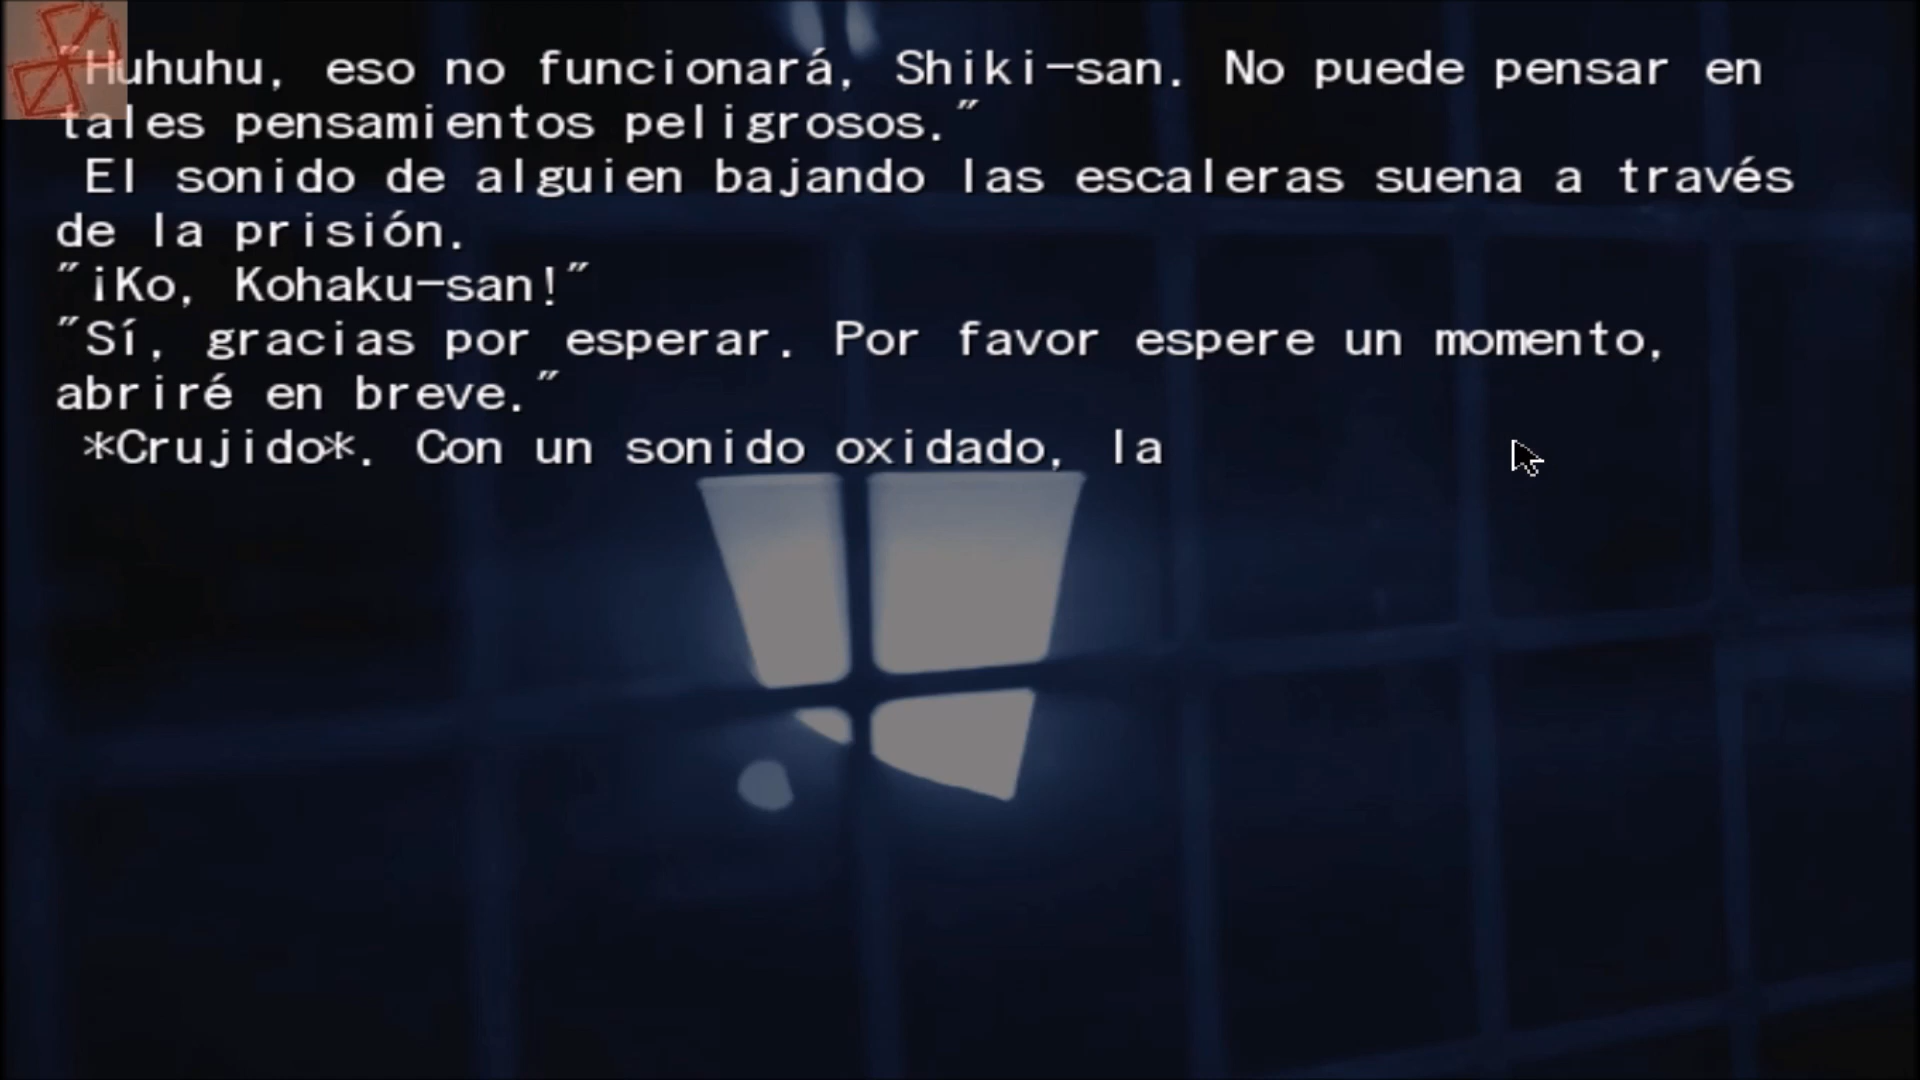 "Huhuhu, eso no funcionará, Shiki-san. No puede pensar en
tales pensamientos peligrosos."
El sonido de alguien bajando las escaleras suena a través
de la prisión.
"¡Ko, Kohaku-san!"
"Sí, gracias por esperar. Por favor espere un momento,
abriré en breve."
*Crujido*. Con un sonido oxidado, la